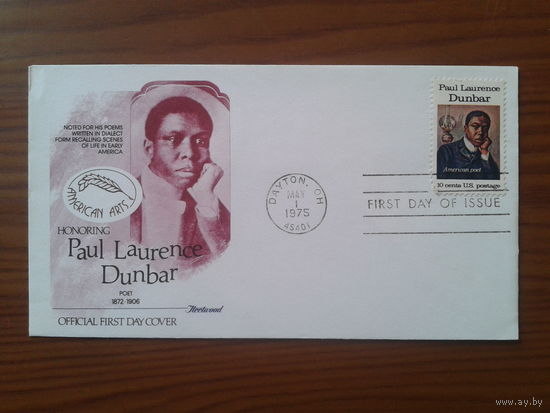 NOTED FOR HIS POEMS
WRITTEN IN DIALECT
FORM RECALLING SCENES
OF LIFE IN EARLY
AMERICA
AMERICAN ARTS
HONORING
Paul Laurence
Dunbar
POET
1872-1906
Fleetwood
OFFICIAL FIRST DAY COVER
DAYTON, OH
MAY
1
1975
45401
Paul Laurence
Dunbar
American poet
10 cents U.S. postage
FIRST DAY OF ISSUE
www.ay.by